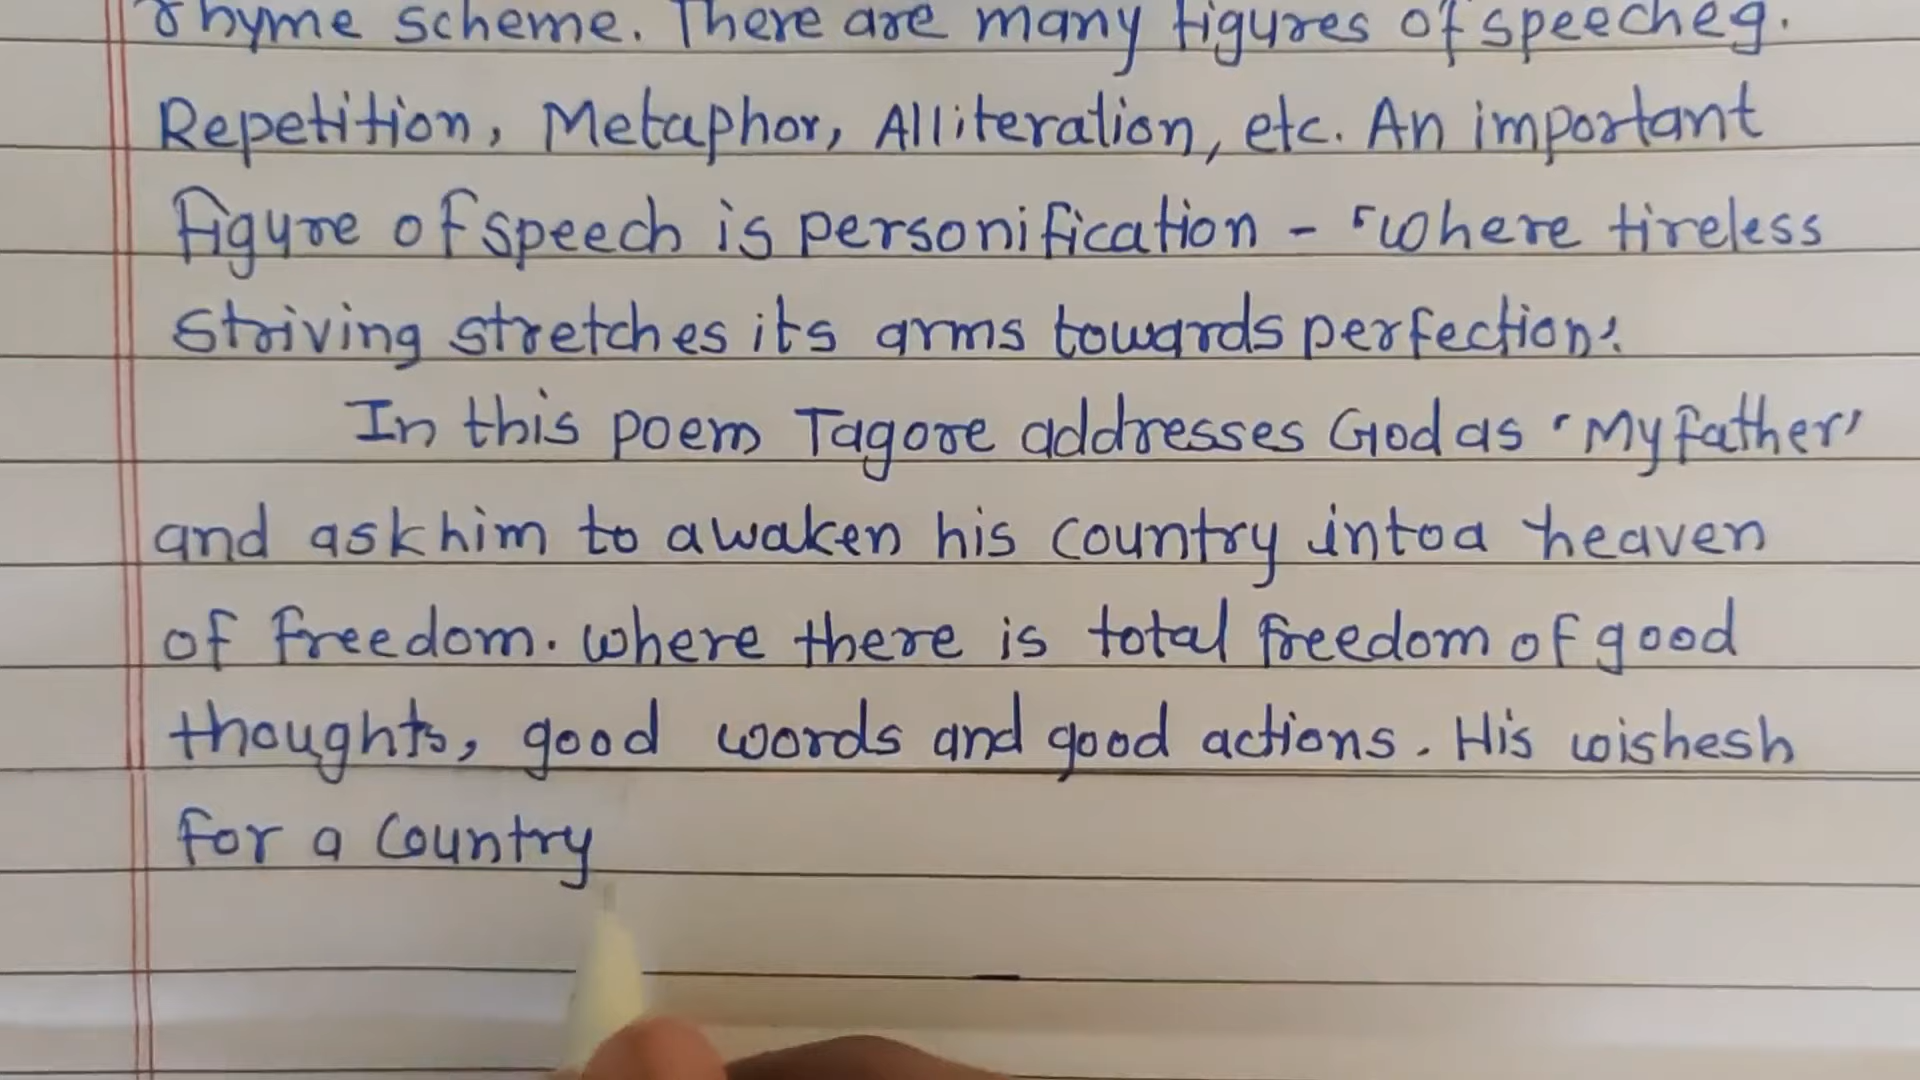 rhyme scheme. There are many figures of speech eg.
Repetition, Metaphor, Alliteration, etc. An important
figure of speech is personification - 'where tireless
striving stretches its arms towards perfection'.
In this poem Tagore addresses God as 'My father'
and ask him to awaken his country into a heaven
of freedom. where there is total freedom of good
thoughts, good words and good actions. His wishesh
for a country